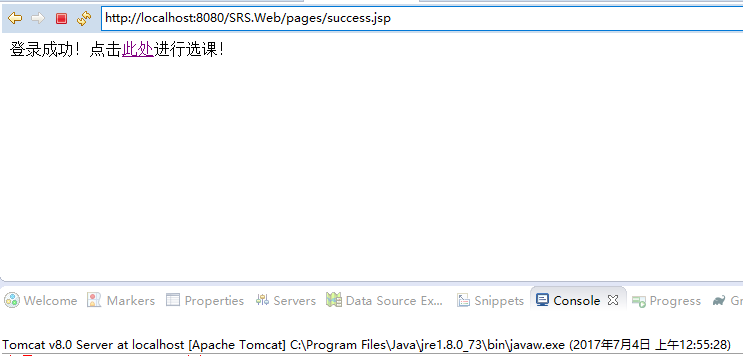 http://localhost:8080/SRS.Web/pages/success.jsp
登录成功！点击此处进行选课！
Welcome Markers Properties Servers Data Source Ex... Snippets Console Progress Gr
Tomcat v8.0 Server at localhost [Apache Tomcat] C:\Program Files\Java\jre1.8.0_73\bin\javaw.exe (2017年7月4日 上午12:55:28)